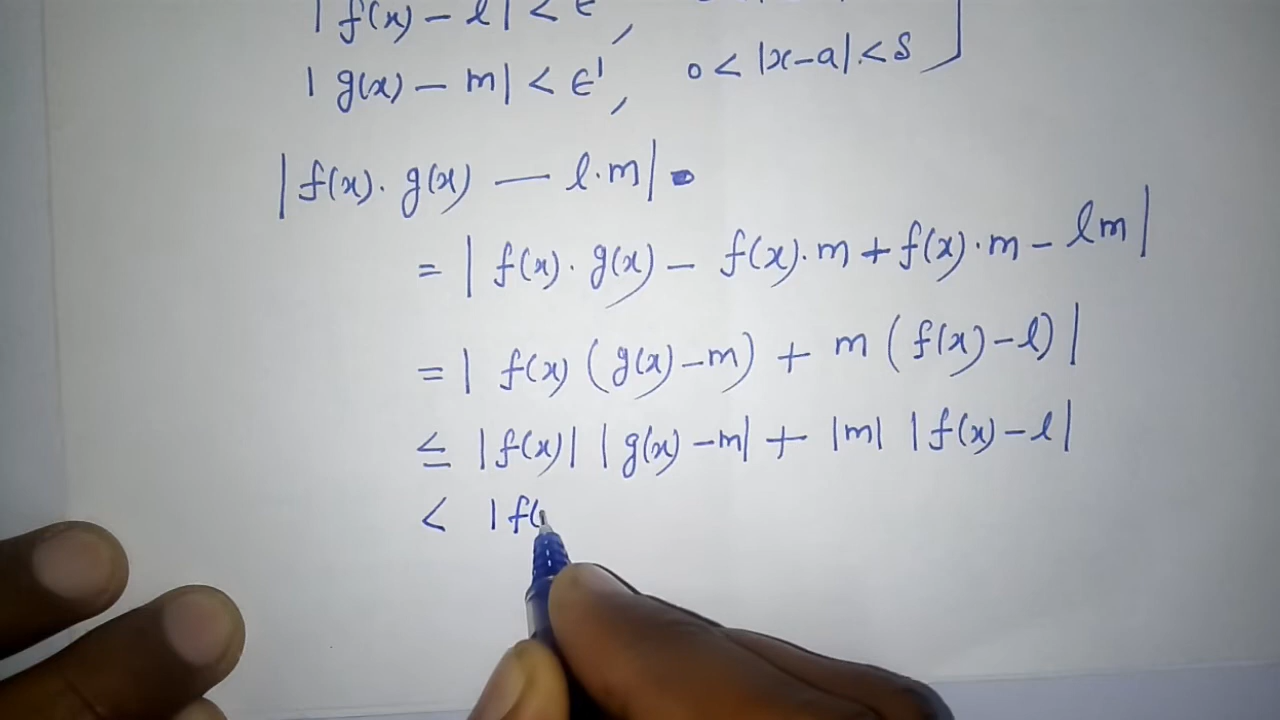 |f(x) – l| < ϵ,
|g(x) – m| < ϵ', 0 < |x – a| < δ ]
|f(x) · g(x) – l · m|
= |f(x) · g(x) – f(x) · m + f(x) · m – lm|
= |f(x) (g(x) – m) + m (f(x) – l)|
≤ |f(x)| |g(x) – m| + |m| |f(x) – l|
< |f(